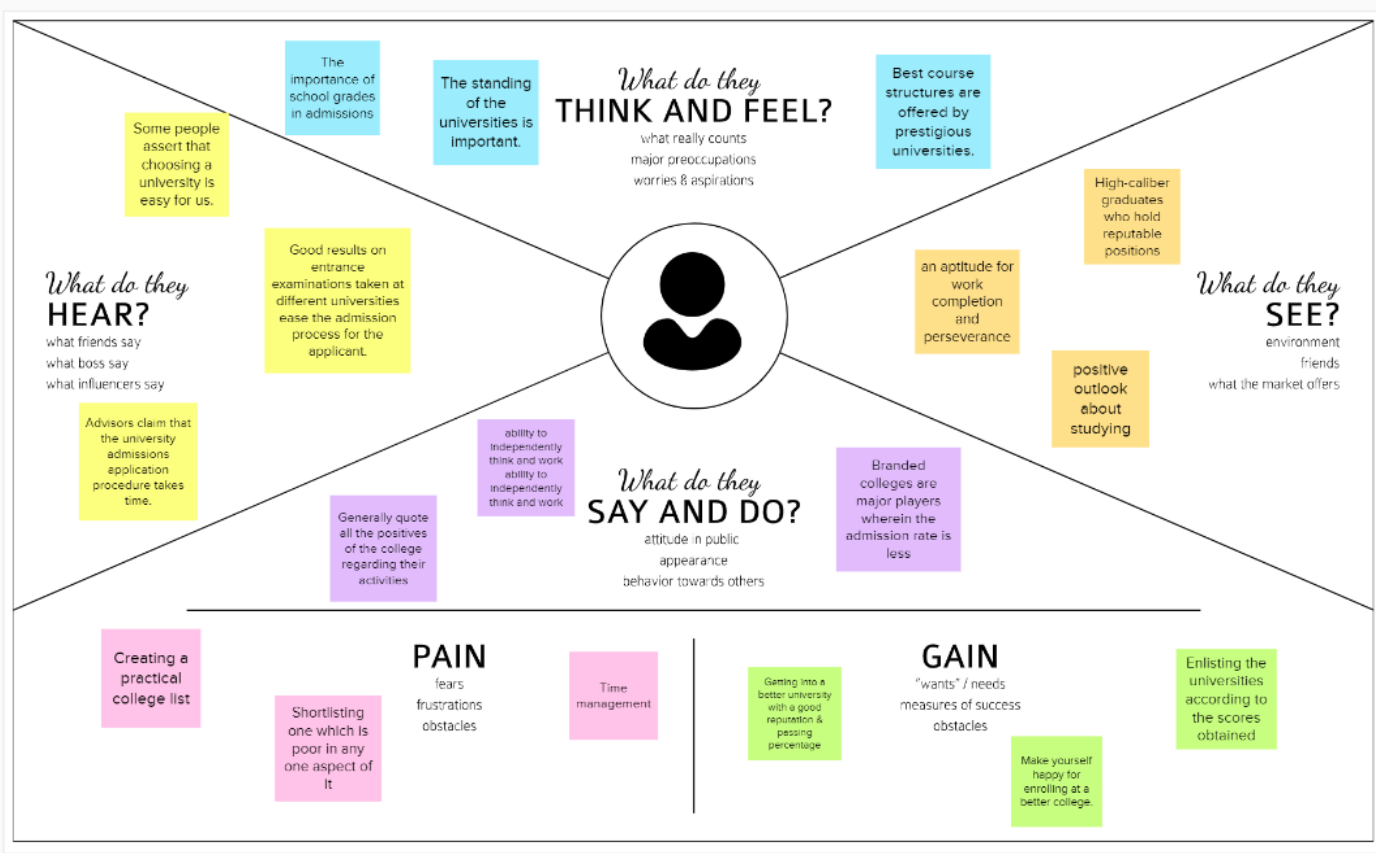 What do they
THINK AND FEEL?
what really counts
major preoccupations
worries & aspirations
The
importance of
school grades
in admissions
The standing
of the
universities is
important.
Best course
structures are
offered by
prestigious
universities.
Some people
assert that
choosing a
university is
easy for us.
Good results on
entrance
examinations taken at
different universities
ease the admission
process for the
applicant.
What do they
HEAR?
what friends say
what boss say
what influencers say
Advisors claim that
the university
admissions
application
procedure takes
time.
High-caliber
graduates
who hold
reputable
positions
an aptitude for
work
completion
and
perseverance
What do they
SEE?
environment
friends
what the market offers
positive
outlook
about
studying
ability to
independently
think and work
ability to
independently
think and work
Generally quote
all the positives
of the college
regarding their
activities
What do they
SAY AND DO?
attitude in public
appearance
behavior towards others
Branded
colleges are
major players
wherein the
admission rate is
less
Creating a
practical
college list
Shortlisting
one which is
poor in any
one aspect of
it
PAIN
fears
frustrations
obstacles
Time
management
Getting into a
better university
with a good
reputation &
passing
percentage
GAIN
"wants" / needs
measures of success
obstacles
Make yourself
happy for
enrolling at a
better college.
Enlisting the
universities
according to
the scores
obtained